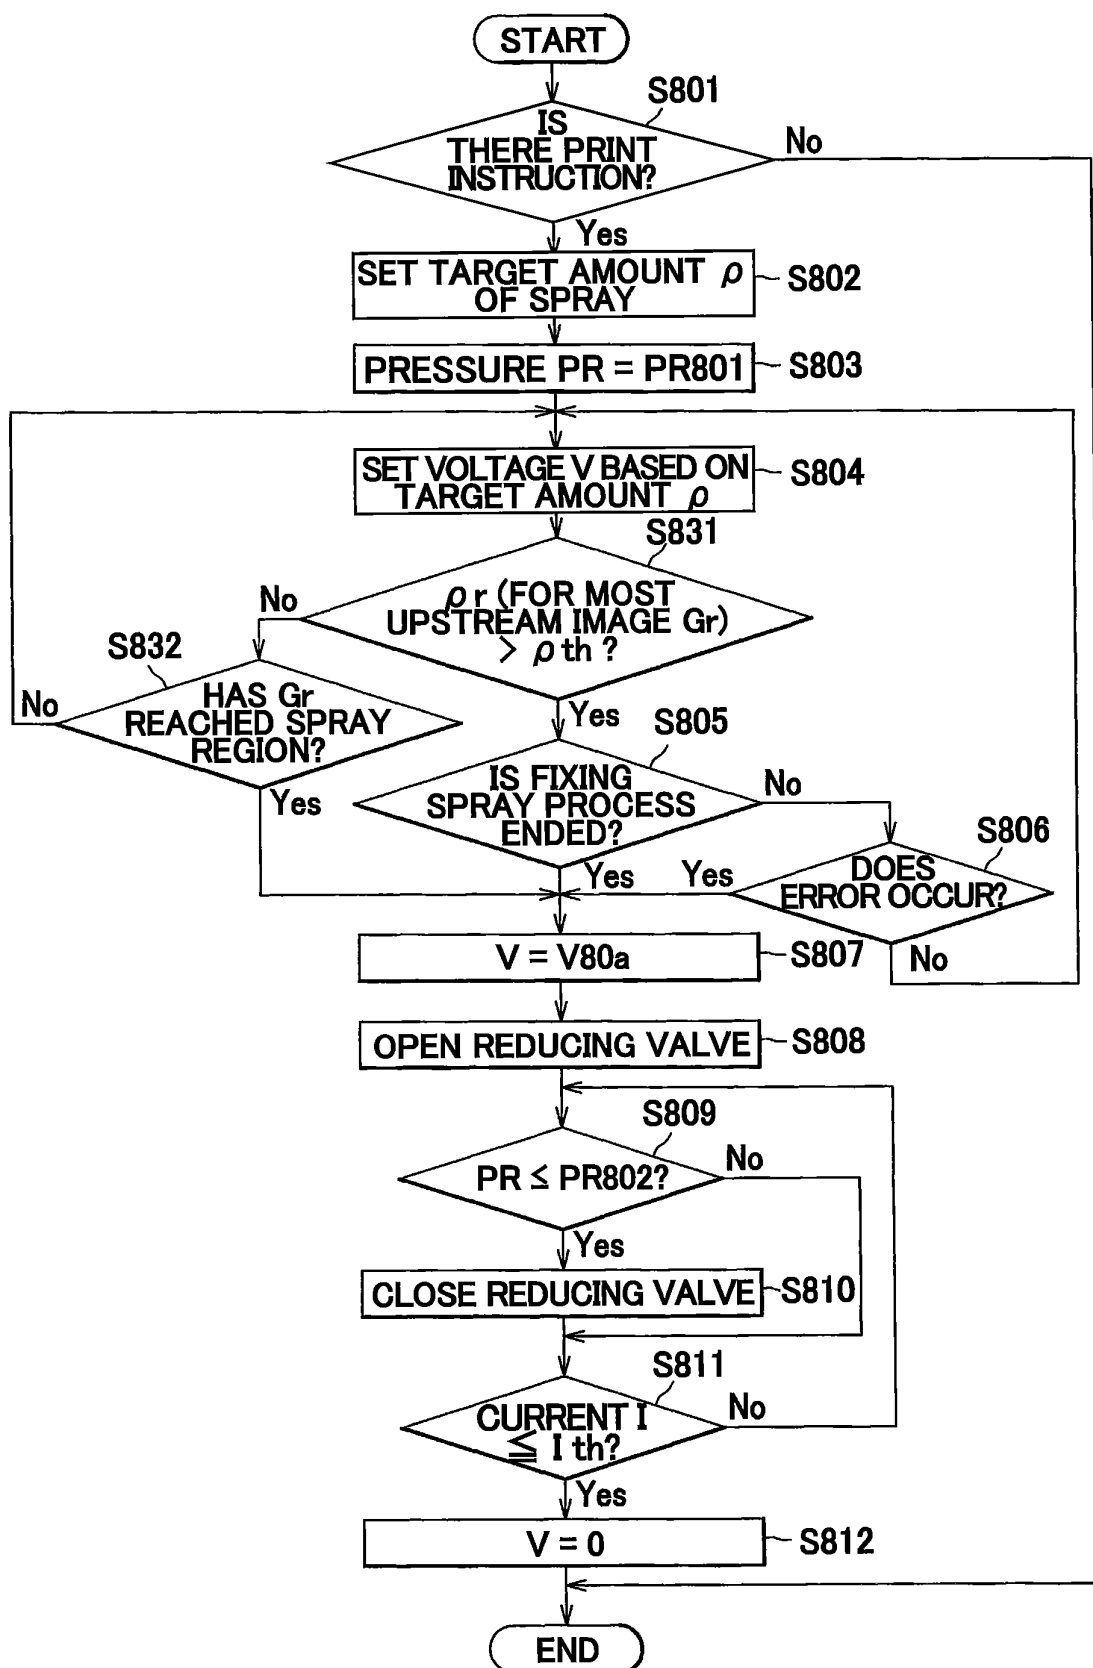 START
S801
IS
THERE PRINT
INSTRUCTION?
No
Yes
SET TARGET AMOUNT ρ
OF SPRAY
S802
PRESSURE PR = PR801
S803
SET VOLTAGE V BASED ON
TARGET AMOUNT ρ
S804
S831
ρr (FOR MOST
UPSTREAM IMAGE Gr)
> ρth ?
No
Yes
S832
HAS Gr
REACHED SPRAY
REGION?
No
Yes
S805
IS FIXING
SPRAY PROCESS
ENDED?
No
Yes
S806
DOES
ERROR OCCUR?
Yes
No
V = V80a
S807
OPEN REDUCING VALVE
S808
S809
PR ≦ PR802?
No
Yes
CLOSE REDUCING VALVE
S810
S811
CURRENT I
≦ I th?
No
Yes
V = 0
S812
END